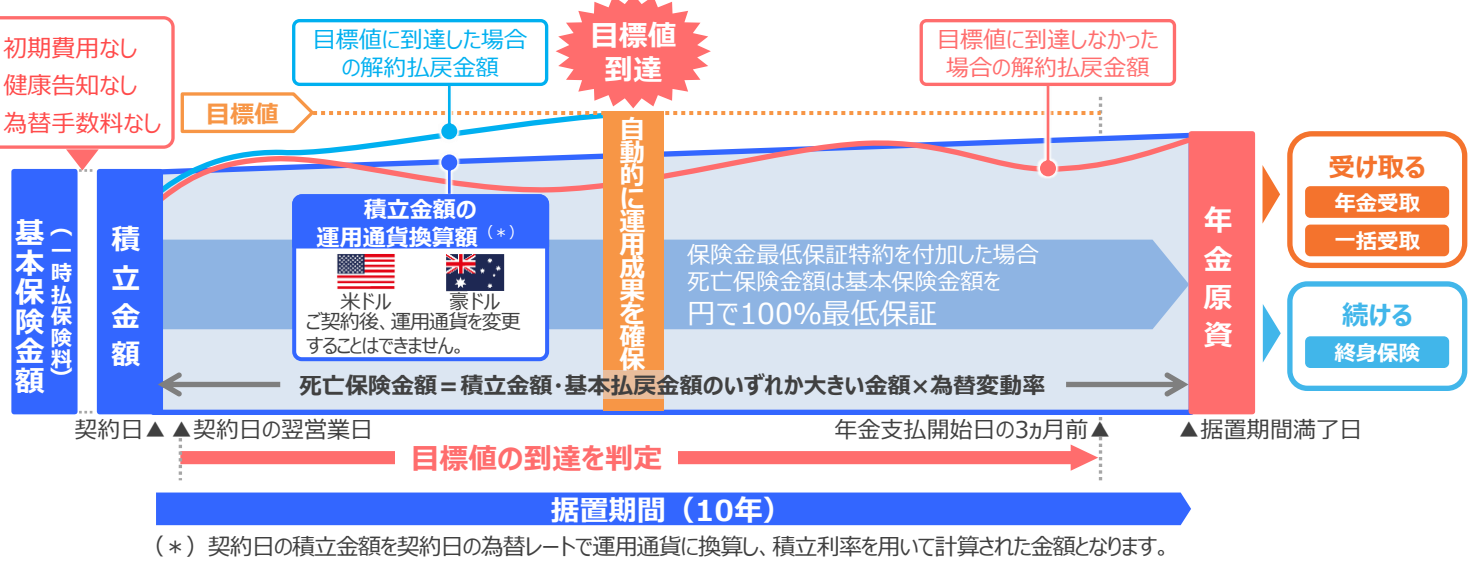 初期費用なし
健康告知なし
為替手数料なし
目標値に到達した場合
の解約払戻金額
目標値
到達
目標値に到達しなかった
場合の解約払戻金額
目標値
基本保険金額
（一時払保険料）
積立金額
積立金額の
運用通貨換算額（＊）
米ドル
豪ドル
ご契約後、運用通貨を変更
することはできません。
自動的に運用成果を確保
保険金最低保証特約を付加した場合
死亡保険金額は基本保険金額を
円で100%最低保証
年金原資
受け取る
年金受取
一括受取
続ける
終身保険
死亡保険金額＝積立金額・基本払戻金額のいずれか大きい金額×為替変動率
契約日▲ ▲契約日の翌営業日
年金支払開始日の3ヵ月前▲
▲据置期間満了日
目標値の到達を判定
据置期間（10年）
（＊）契約日の積立金額を契約日の為替レートで運用通貨に換算し、積立利率を用いて計算された金額となります。